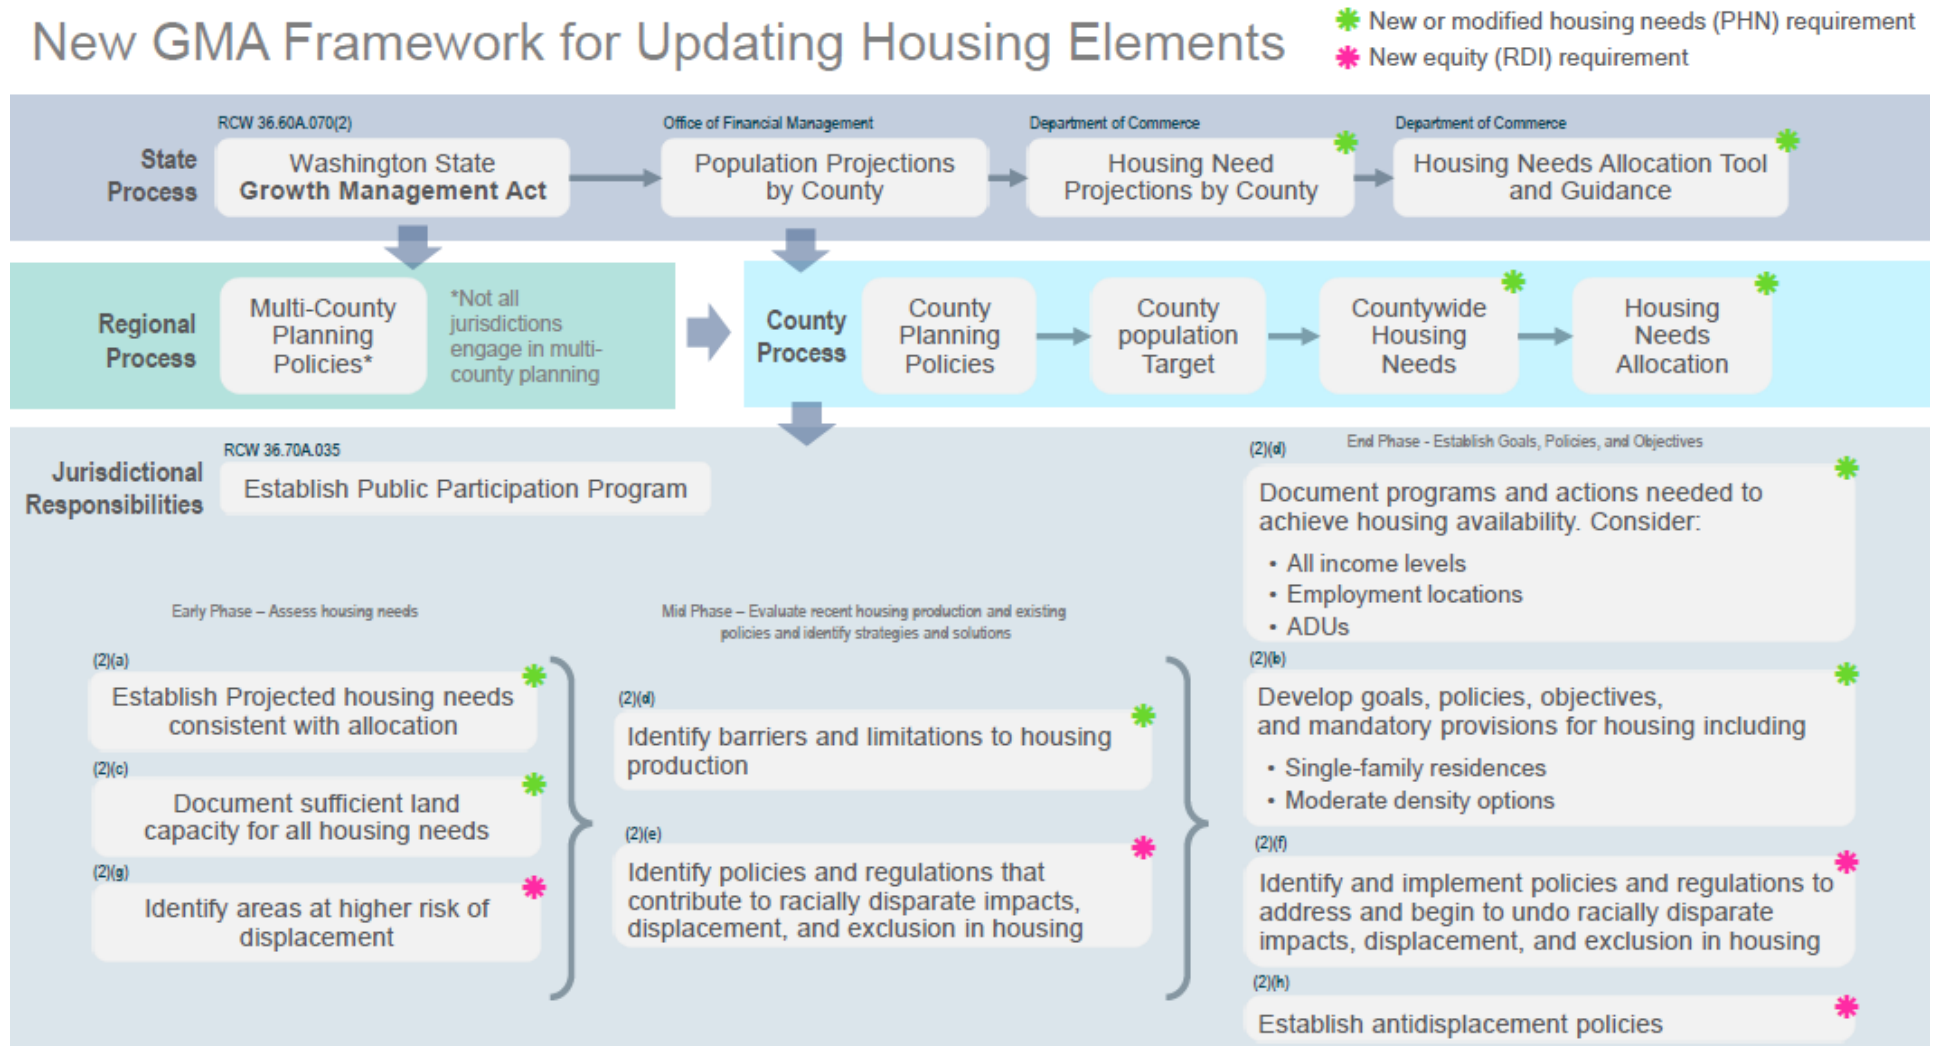 New GMA Framework for Updating Housing Elements
New or modified housing needs (PHN) requirement
New equity (RDI) requirement
State
Process
RCW 36.60A.070(2)
Washington State
Growth Management Act
Office of Financial Management
Population Projections
by County
Department of Commerce
Housing Need
Projections by County
Department of Commerce
Housing Needs Allocation Tool
and Guidance
Regional
Process
Multi-County
Planning
Policies*
*Not all
jurisdictions
engage in multi-
county planning
County
Process
County
Planning
Policies
County
population
Target
Countywide
Housing
Needs
Housing
Needs
Allocation
Jurisdictional
Responsibilities
RCW 36.70A.035
Establish Public Participation Program
Early Phase – Assess housing needs
(2)(a)
Establish Projected housing needs
consistent with allocation
(2)(c)
Document sufficient land
capacity for all housing needs
(2)(g)
Identify areas at higher risk of
displacement
Mid Phase – Evaluate recent housing production and existing
policies and identify strategies and solutions
(2)(d)
Identify barriers and limitations to housing
production
(2)(e)
Identify policies and regulations that
contribute to racially disparate impacts,
displacement, and exclusion in housing
End Phase - Establish Goals, Policies, and Objectives
(2)(d)
Document programs and actions needed to
achieve housing availability. Consider:
• All income levels
• Employment locations
• ADUs
(2)(b)
Develop goals, policies, objectives,
and mandatory provisions for housing including
• Single-family residences
• Moderate density options
(2)(f)
Identify and implement policies and regulations to
address and begin to undo racially disparate
impacts, displacement, and exclusion in housing
(2)(h)
Establish antidisplacement policies